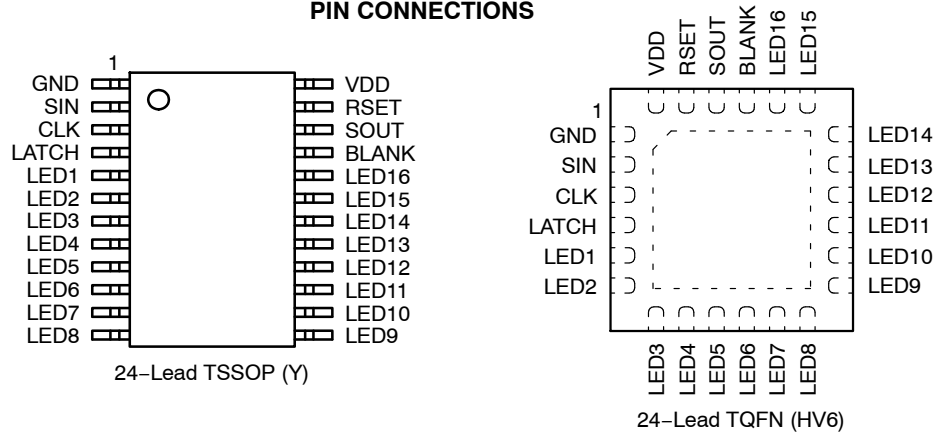 PIN CONNECTIONS
1
GND
SIN
CLK
LATCH
LED1
LED2
LED3
LED4
LED5
LED6
LED7
LED8
VDD
RSET
SOUT
BLANK
LED16
LED15
LED14
LED13
LED12
LED11
LED10
LED9
24−Lead TSSOP (Y)
VDD
RSET
SOUT
BLANK
LED16
LED15
1
GND
SIN
CLK
LATCH
LED1
LED2
LED14
LED13
LED12
LED11
LED10
LED9
LED3
LED4
LED5
LED6
LED7
LED8
24−Lead TQFN (HV6)